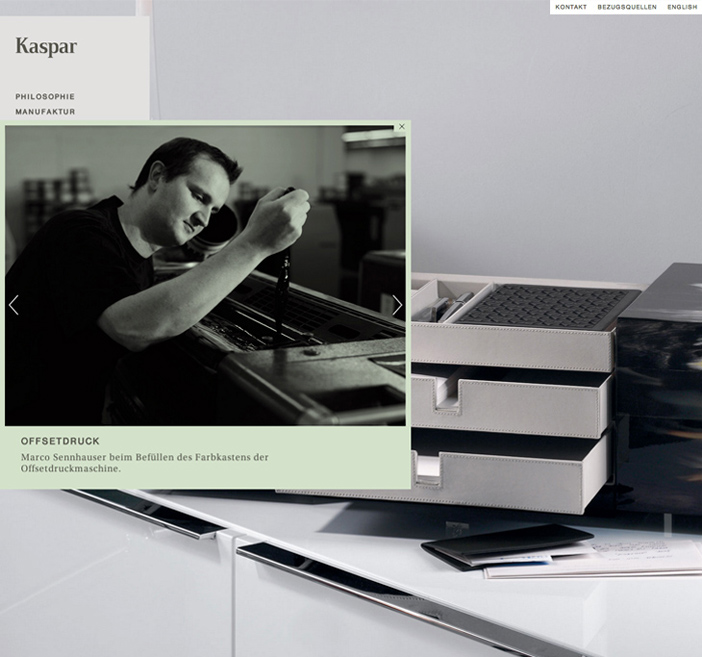 KONTAKT BEZUGSQUELLEN ENGLISH
Kaspar
PHILOSOPHIE
MANUFAKTUR
OFFSETDRUCK
Marco Sennhauser beim Befüllen des Farbkastens der
Offsetdruckmaschine.